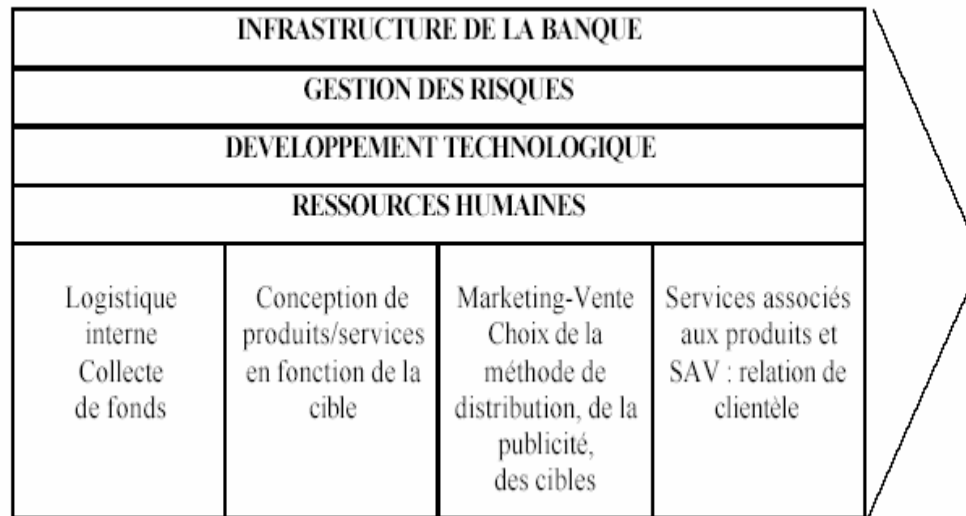 INFRASTRUCTURE DE LA BANQUE
GESTION DES RISQUES
DEVELOPPEMENT TECHNOLOGIQUE
RESSOURCES HUMAINES
Logistique
interne
Collecte
de fonds
Conception de
produits/services
en fonction de la
cible
Marketing-Vente
Choix de la
méthode de
distribution, de la
publicité,
des cibles
Services associés
aux produits et
SAV : relation de
clientèle